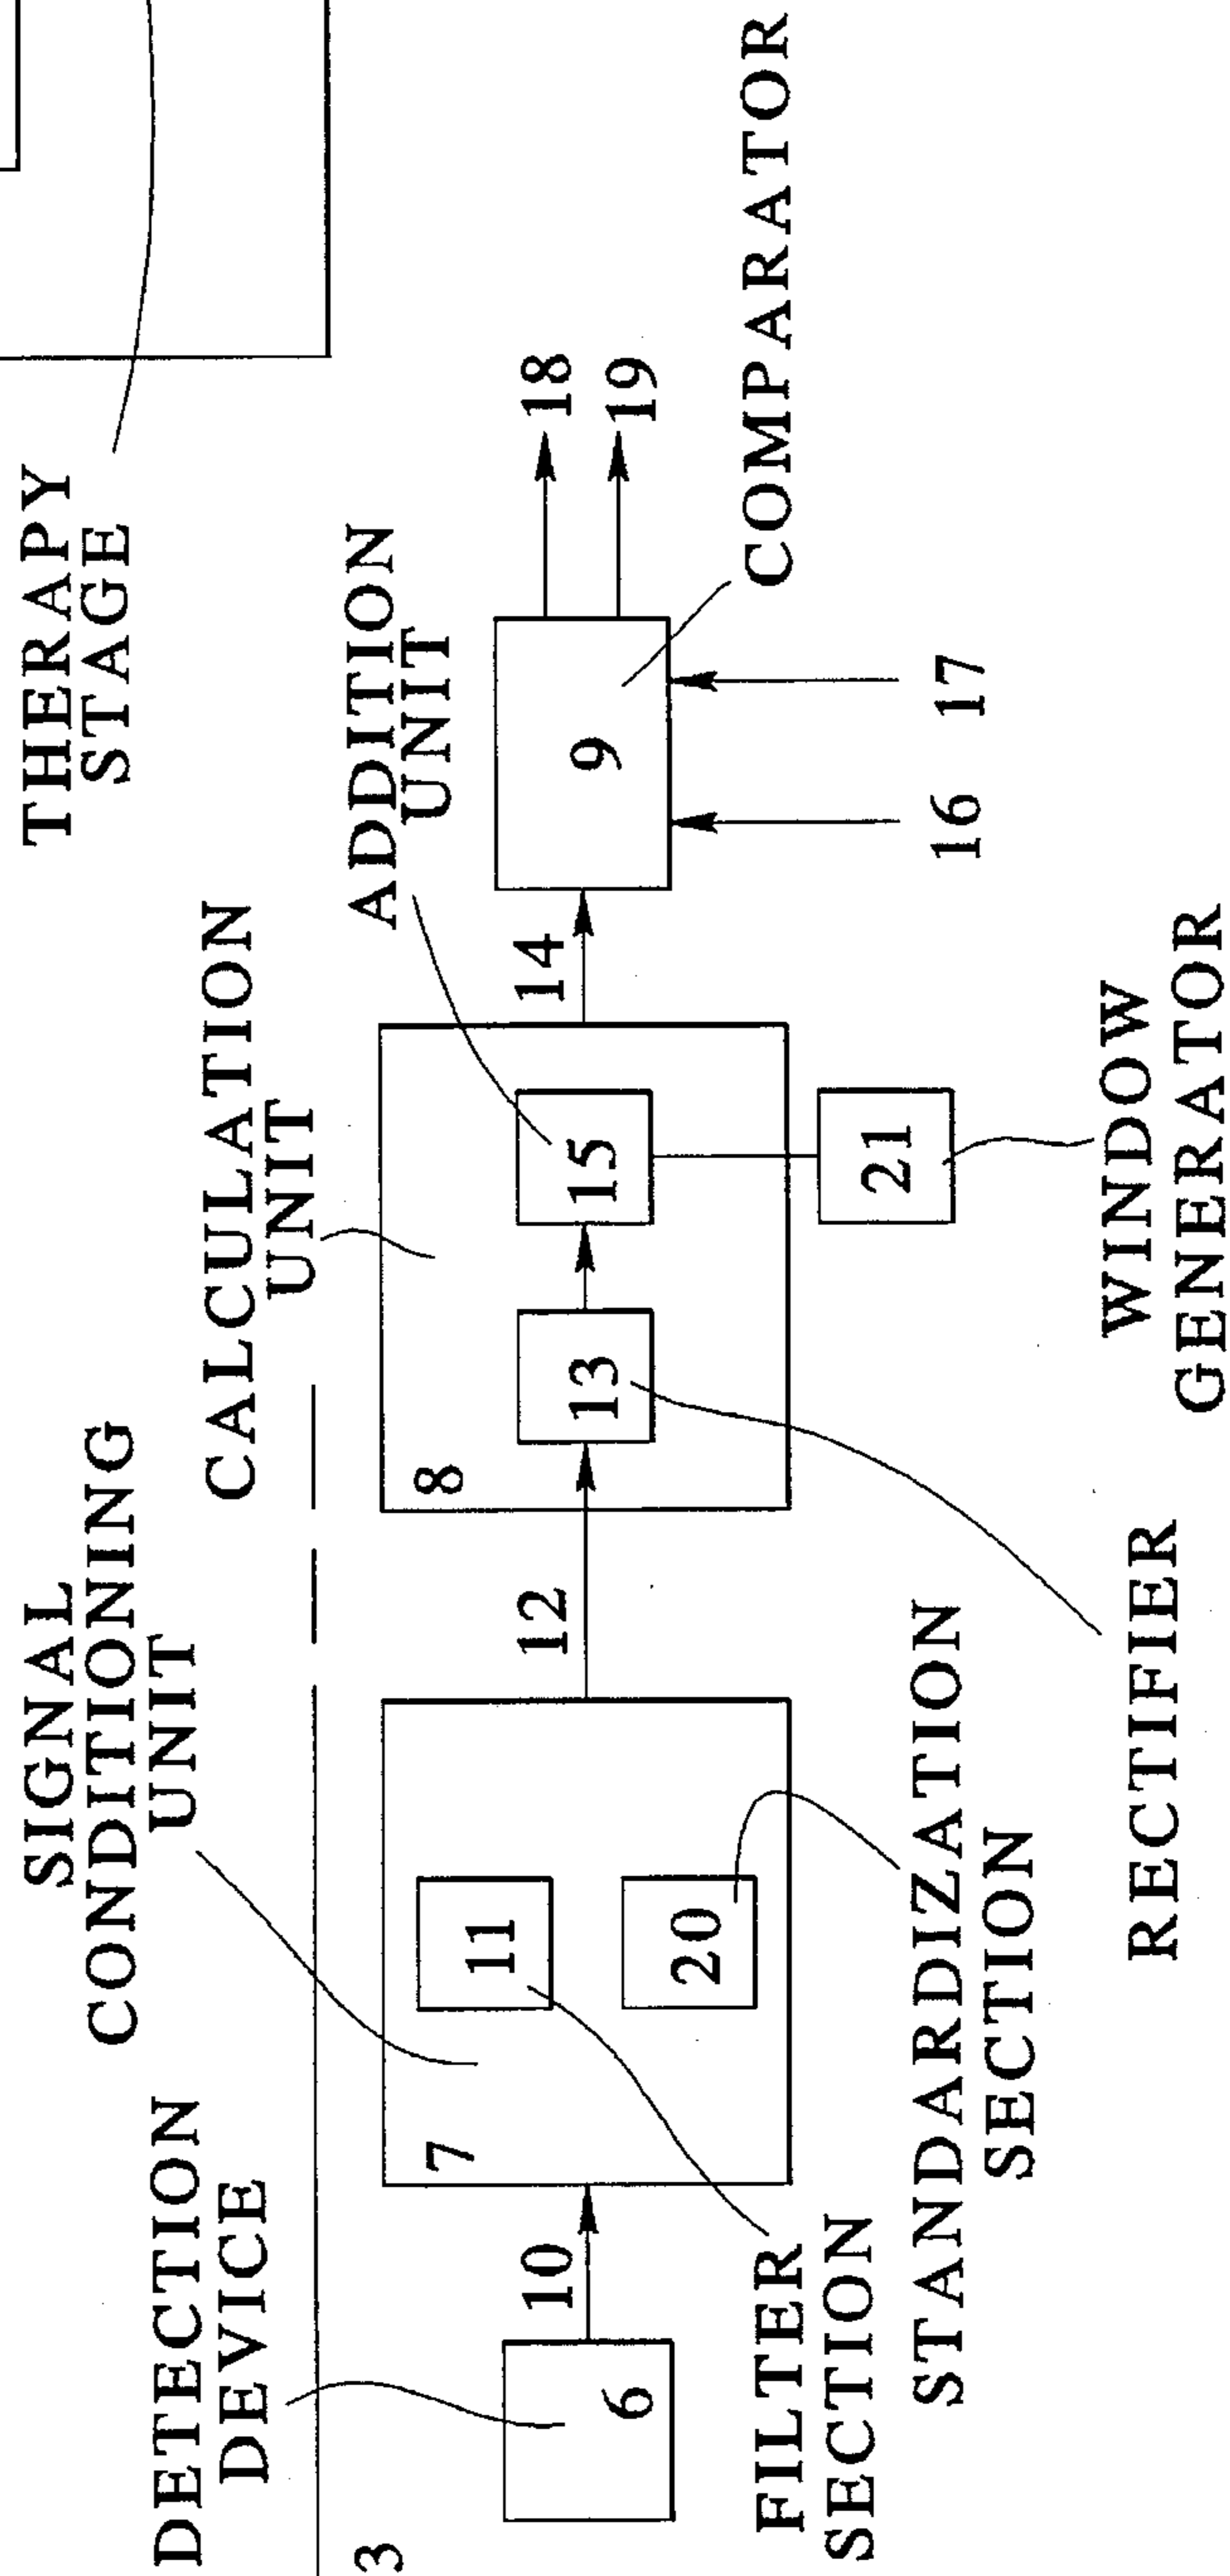 THERAPY
STAGE
SIGNAL
CONDITIONING
UNIT
CALCULATION
UNIT
ADDITION
UNIT
DETECTION
DEVICE
3
6
10
7
11
20
12
8
13
15
14
9
18
19
16
17
21
COMPARATOR
FILTER
SECTION
STANDARDIZATION
SECTION
RECTIFIER
WINDOW
GENERATOR